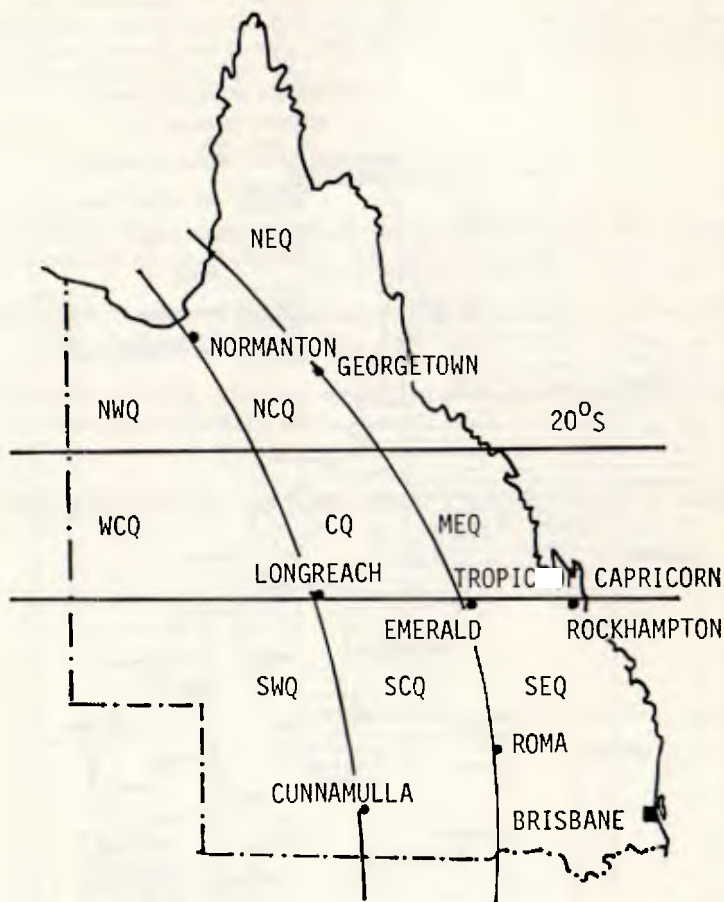 NEQ
NORMANTON
GEORGETOWN
NWQ
NCQ
20°S
WCQ
CQ
MEQ
LONGREACH
CAPRICORN
EMERALD
ROCKHAMPTON
SWQ
SCQ
SEQ
ROMA
CUNNAMULLA
BRISBANE